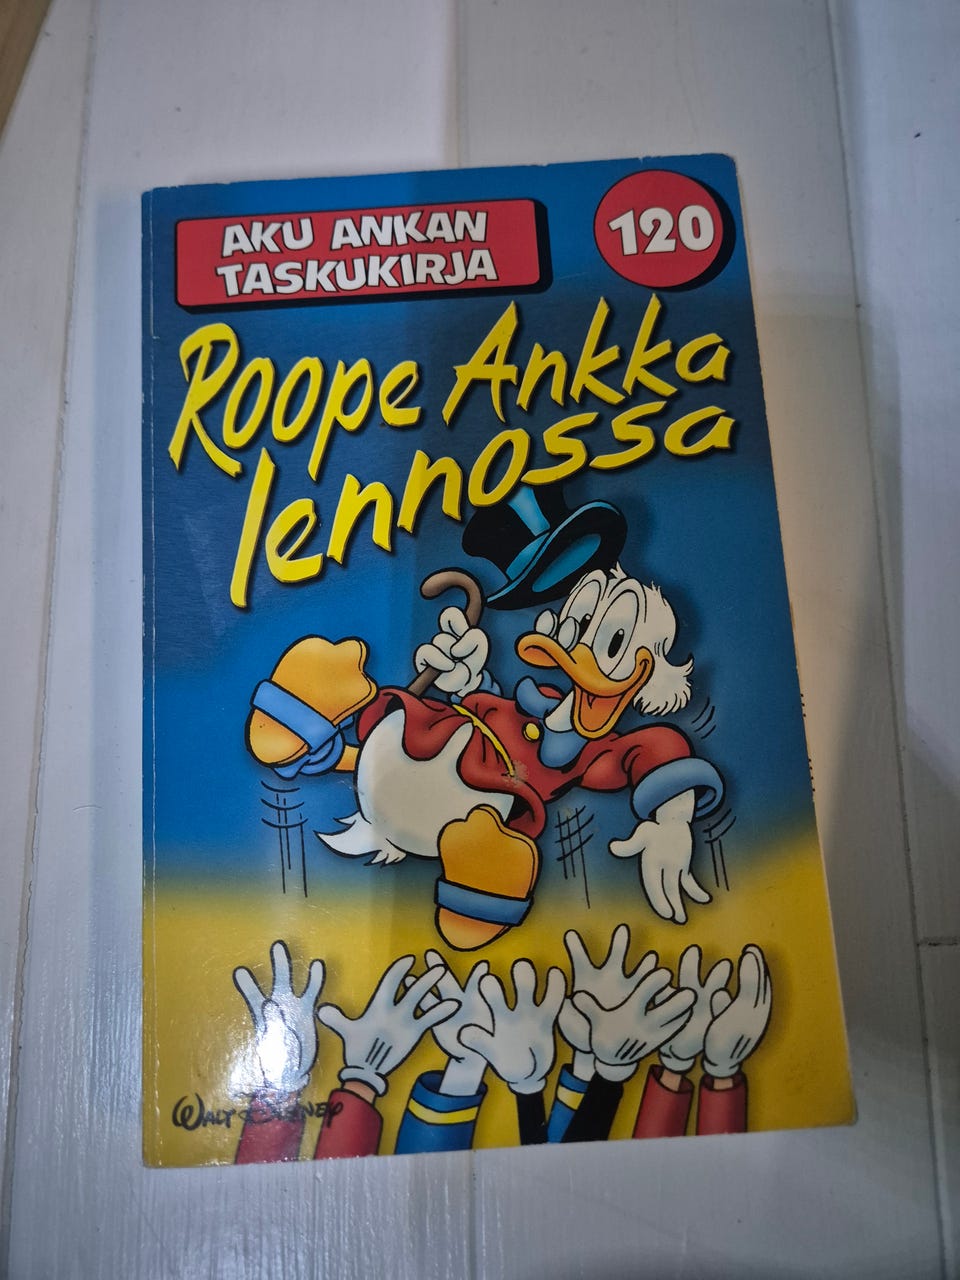 AKU ANKAN
TASKUKIRJA
120
Roope Ankka
lennossa
WALT DISNEY